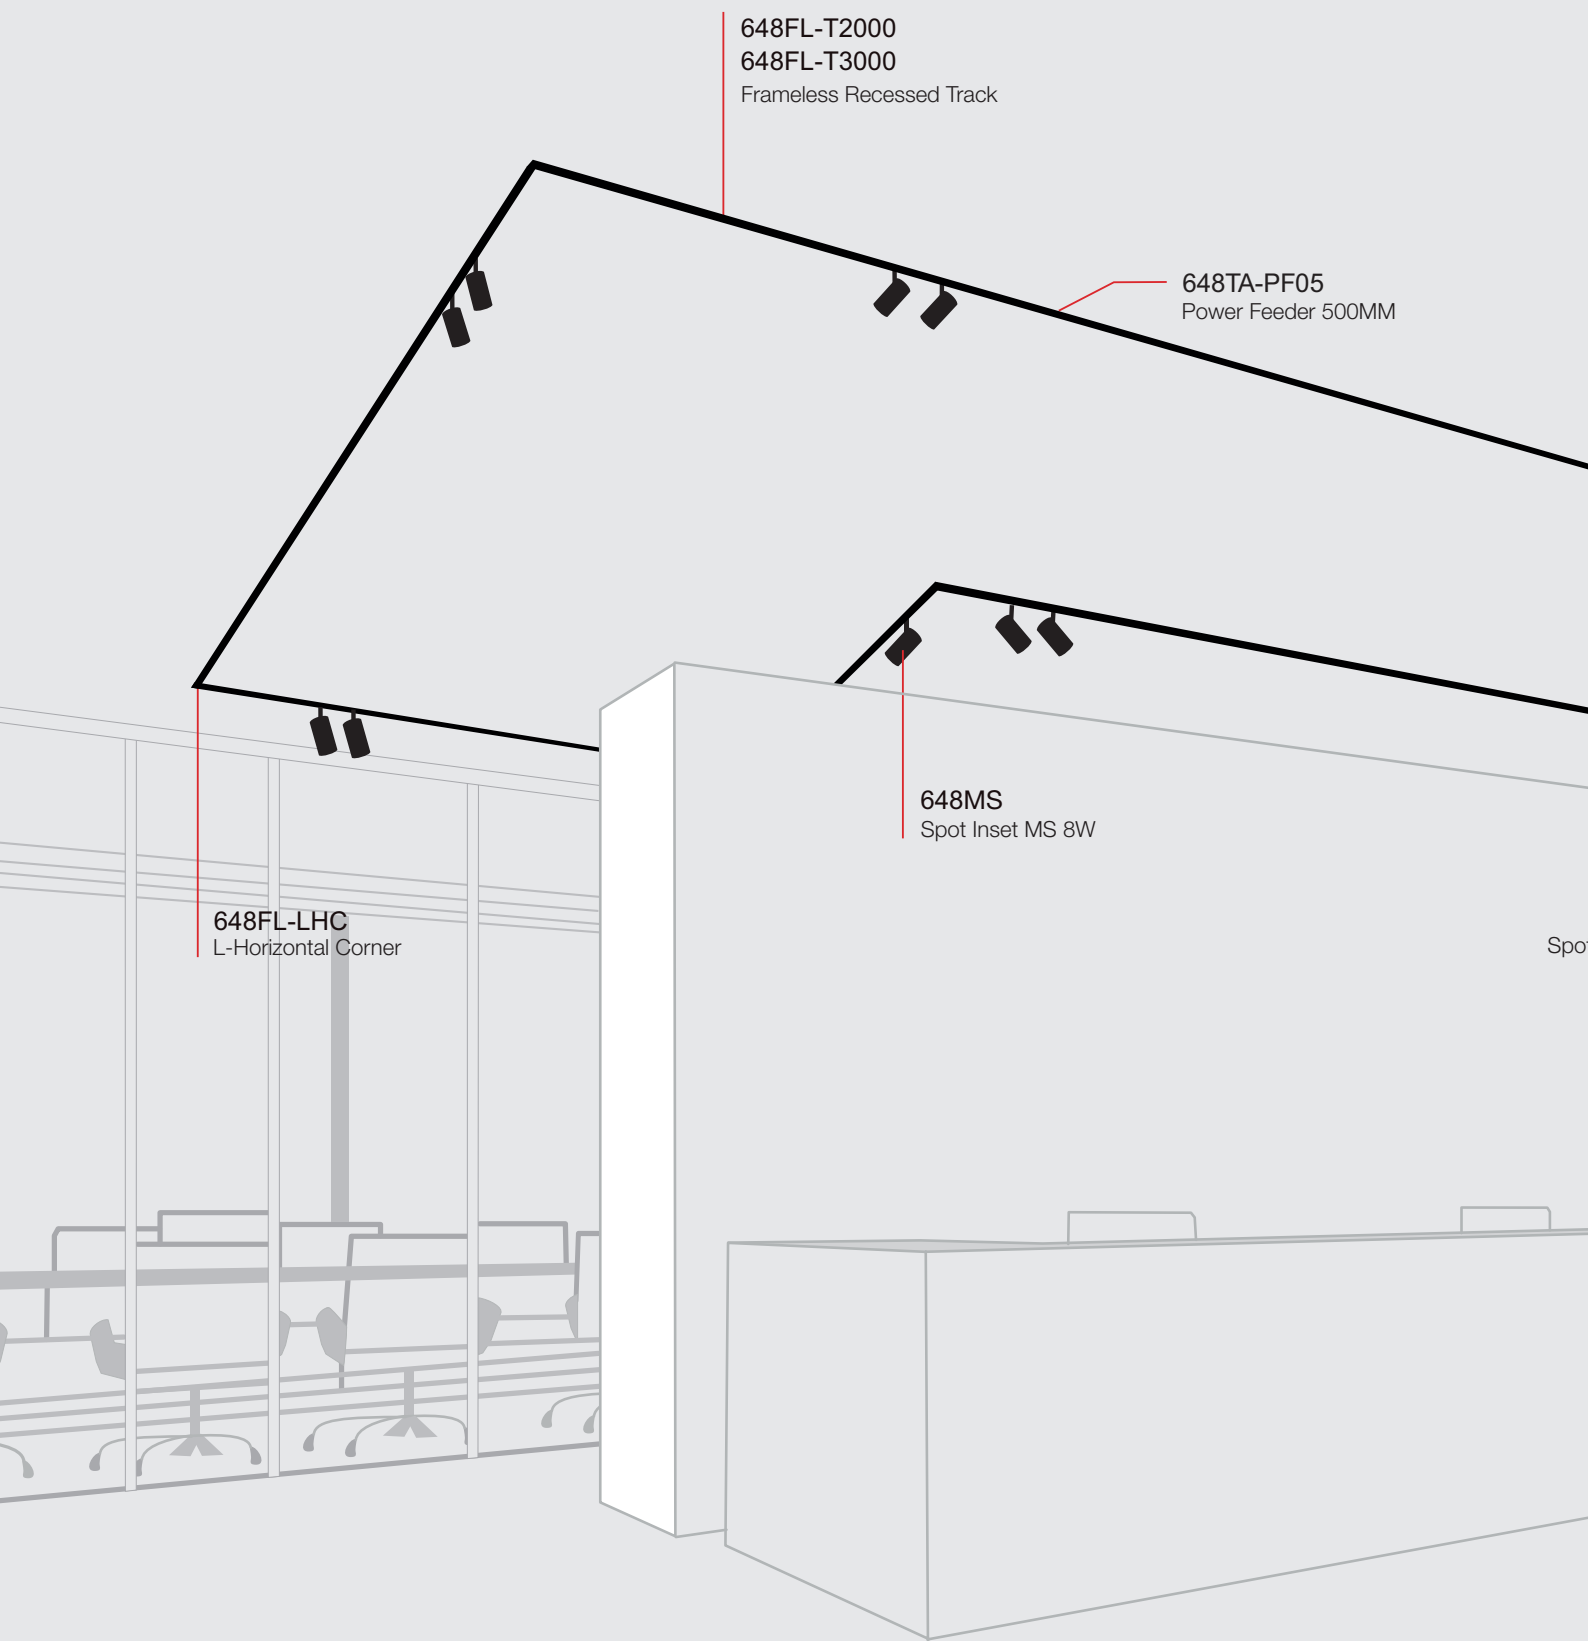 648FL-T2000
648FL-T3000
Frameless Recessed Track
648TA-PF05
Power Feeder 500MM
648MS
Spot Inset MS 8W
648FL-LHC
L-Horizontal Corner
Spot